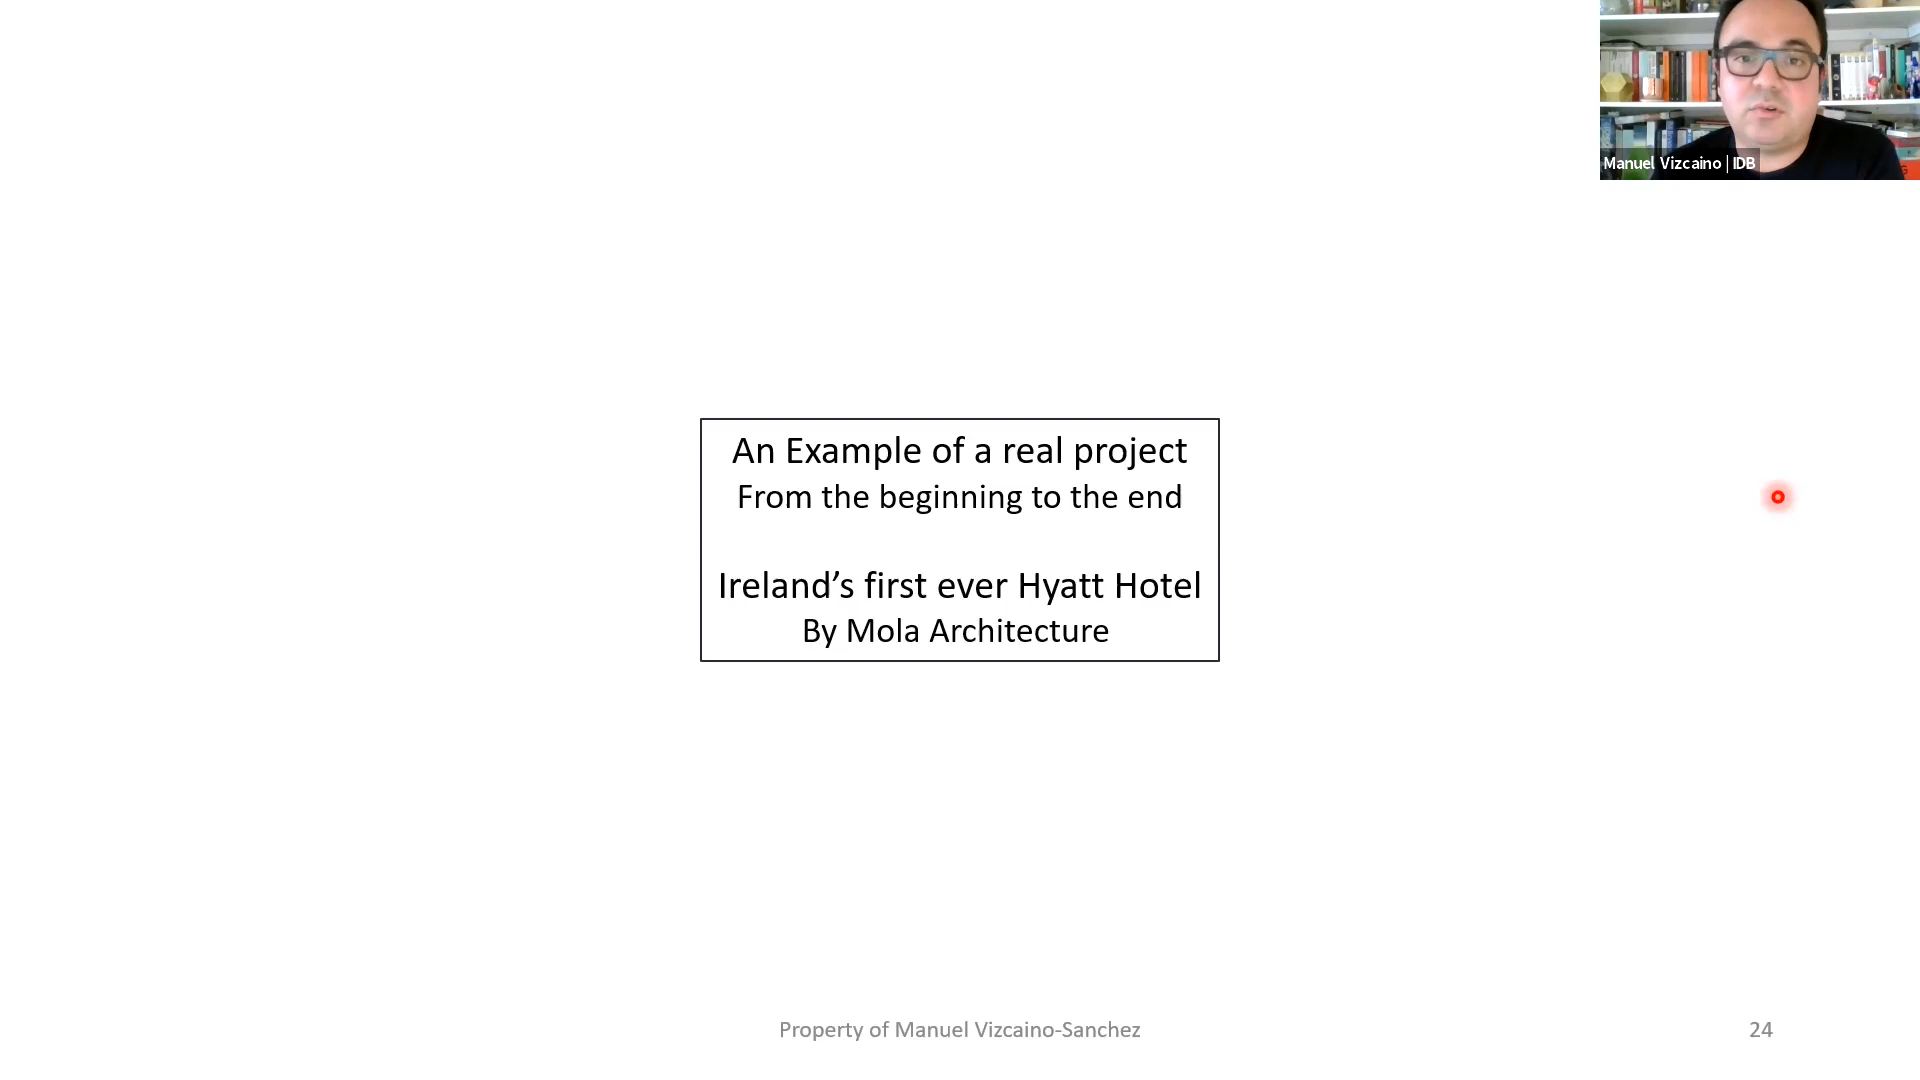 Manuel Vizcaino | IDB
An Example of a real project
From the beginning to the end
Ireland’s first ever Hyatt Hotel
By Mola Architecture
Property of Manuel Vizcaino-Sanchez
24